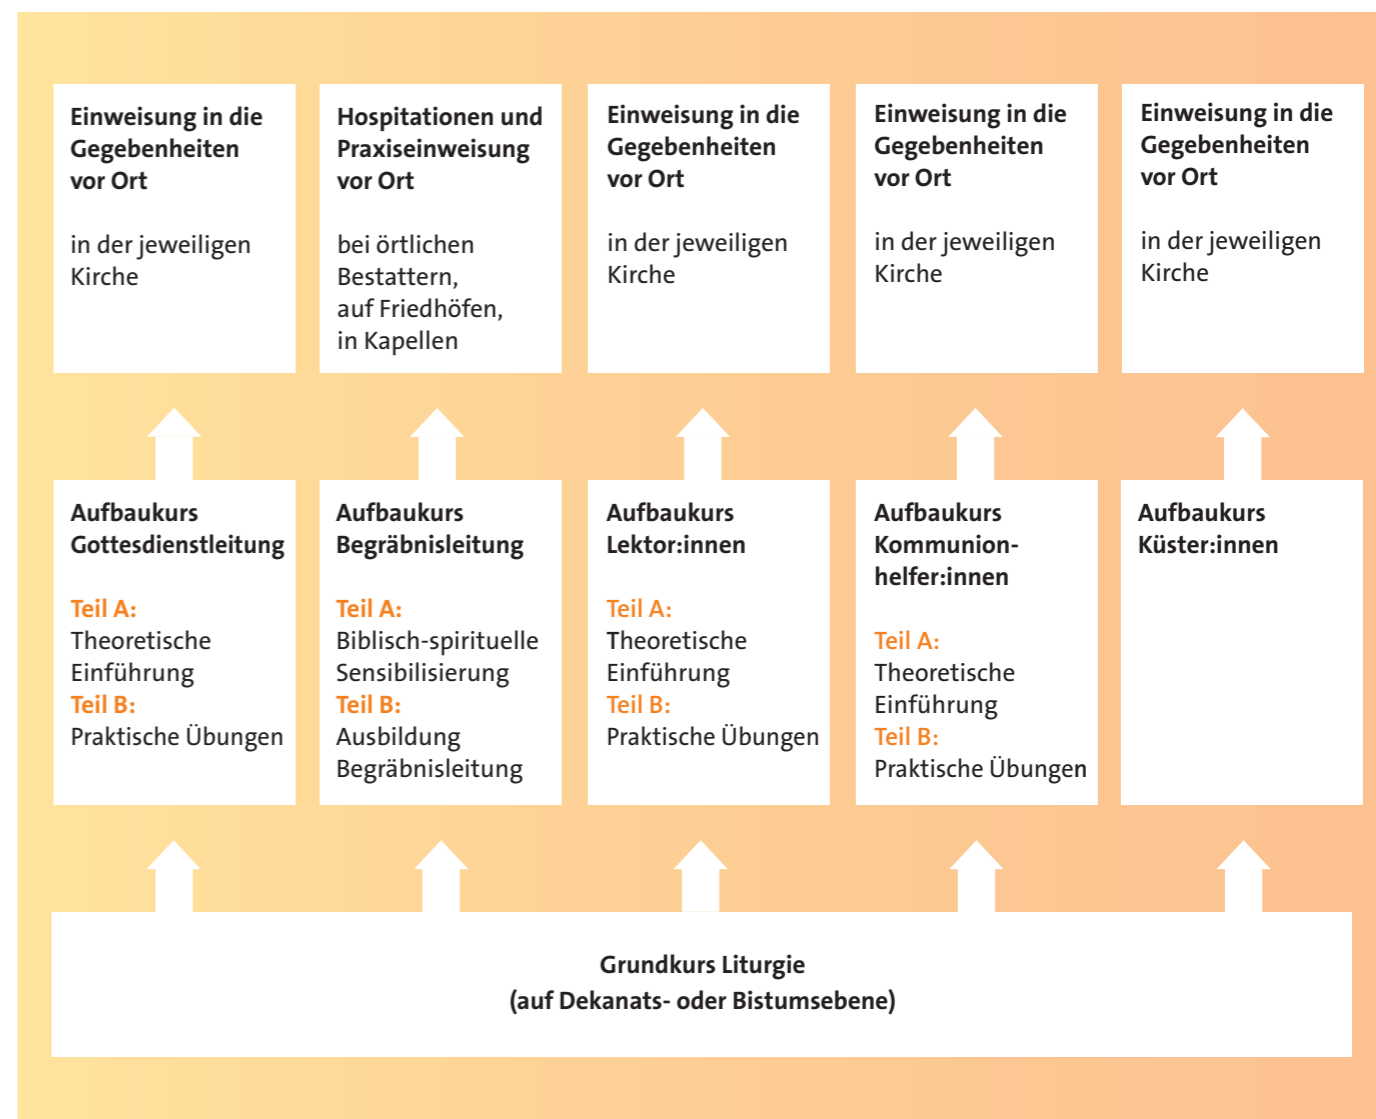 Einweisung in die
Gegebenheiten
vor Ort
in der jeweiligen
Kirche
Hospitationen und
Praxiseinweisung
vor Ort
bei örtlichen
Bestattern,
auf Friedhöfen,
in Kapellen
Einweisung in die
Gegebenheiten
vor Ort
in der jeweiligen
Kirche
Einweisung in die
Gegebenheiten
vor Ort
in der jeweiligen
Kirche
Einweisung in die
Gegebenheiten
vor Ort
in der jeweiligen
Kirche
Aufbaukurs
Gottesdienstleitung
Teil A:
Theoretische
Einführung
Teil B:
Praktische Übungen
Aufbaukurs
Begräbnisleitung
Teil A:
Biblisch-spirituelle
Sensibilisierung
Teil B:
Ausbildung
Begräbnisleitung
Aufbaukurs
Lektor:innen
Teil A:
Theoretische
Einführung
Teil B:
Praktische Übungen
Aufbaukurs
Kommunion-
helfer:innen
Teil A:
Theoretische
Einführung
Teil B:
Praktische Übungen
Aufbaukurs
Küster:innen
Grundkurs Liturgie
(auf Dekanats- oder Bistumsebene)